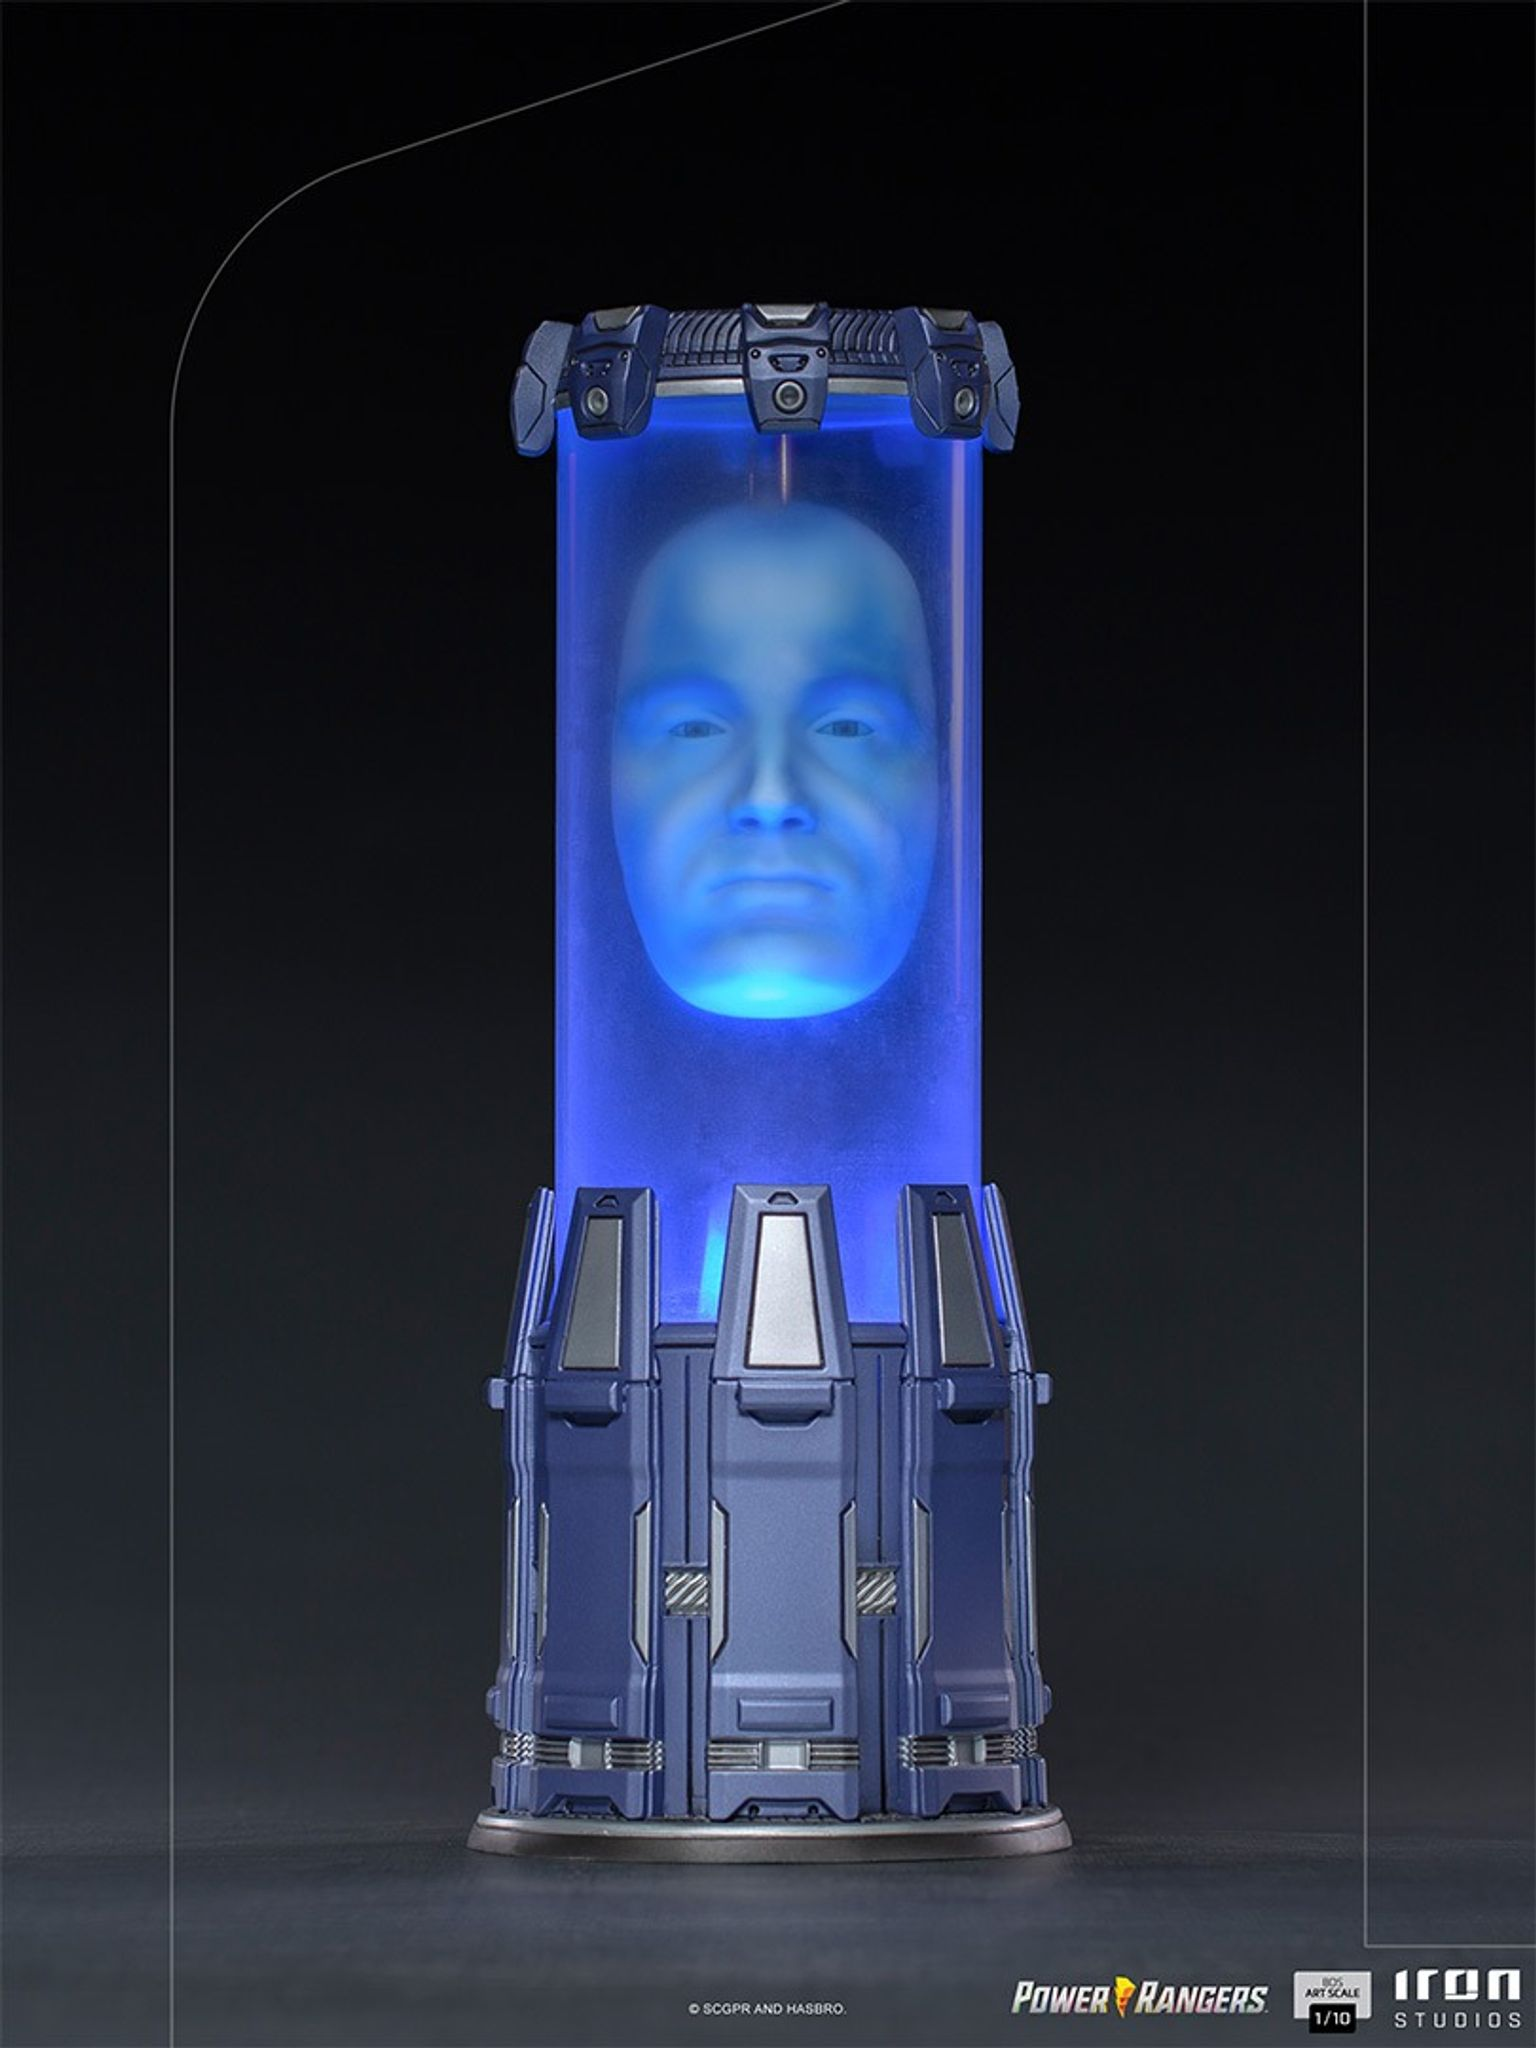 © SCGPR AND HASBRO.
POWER RANGERS
BDS
ART SCALE
1/10
IRON
STUDIOS